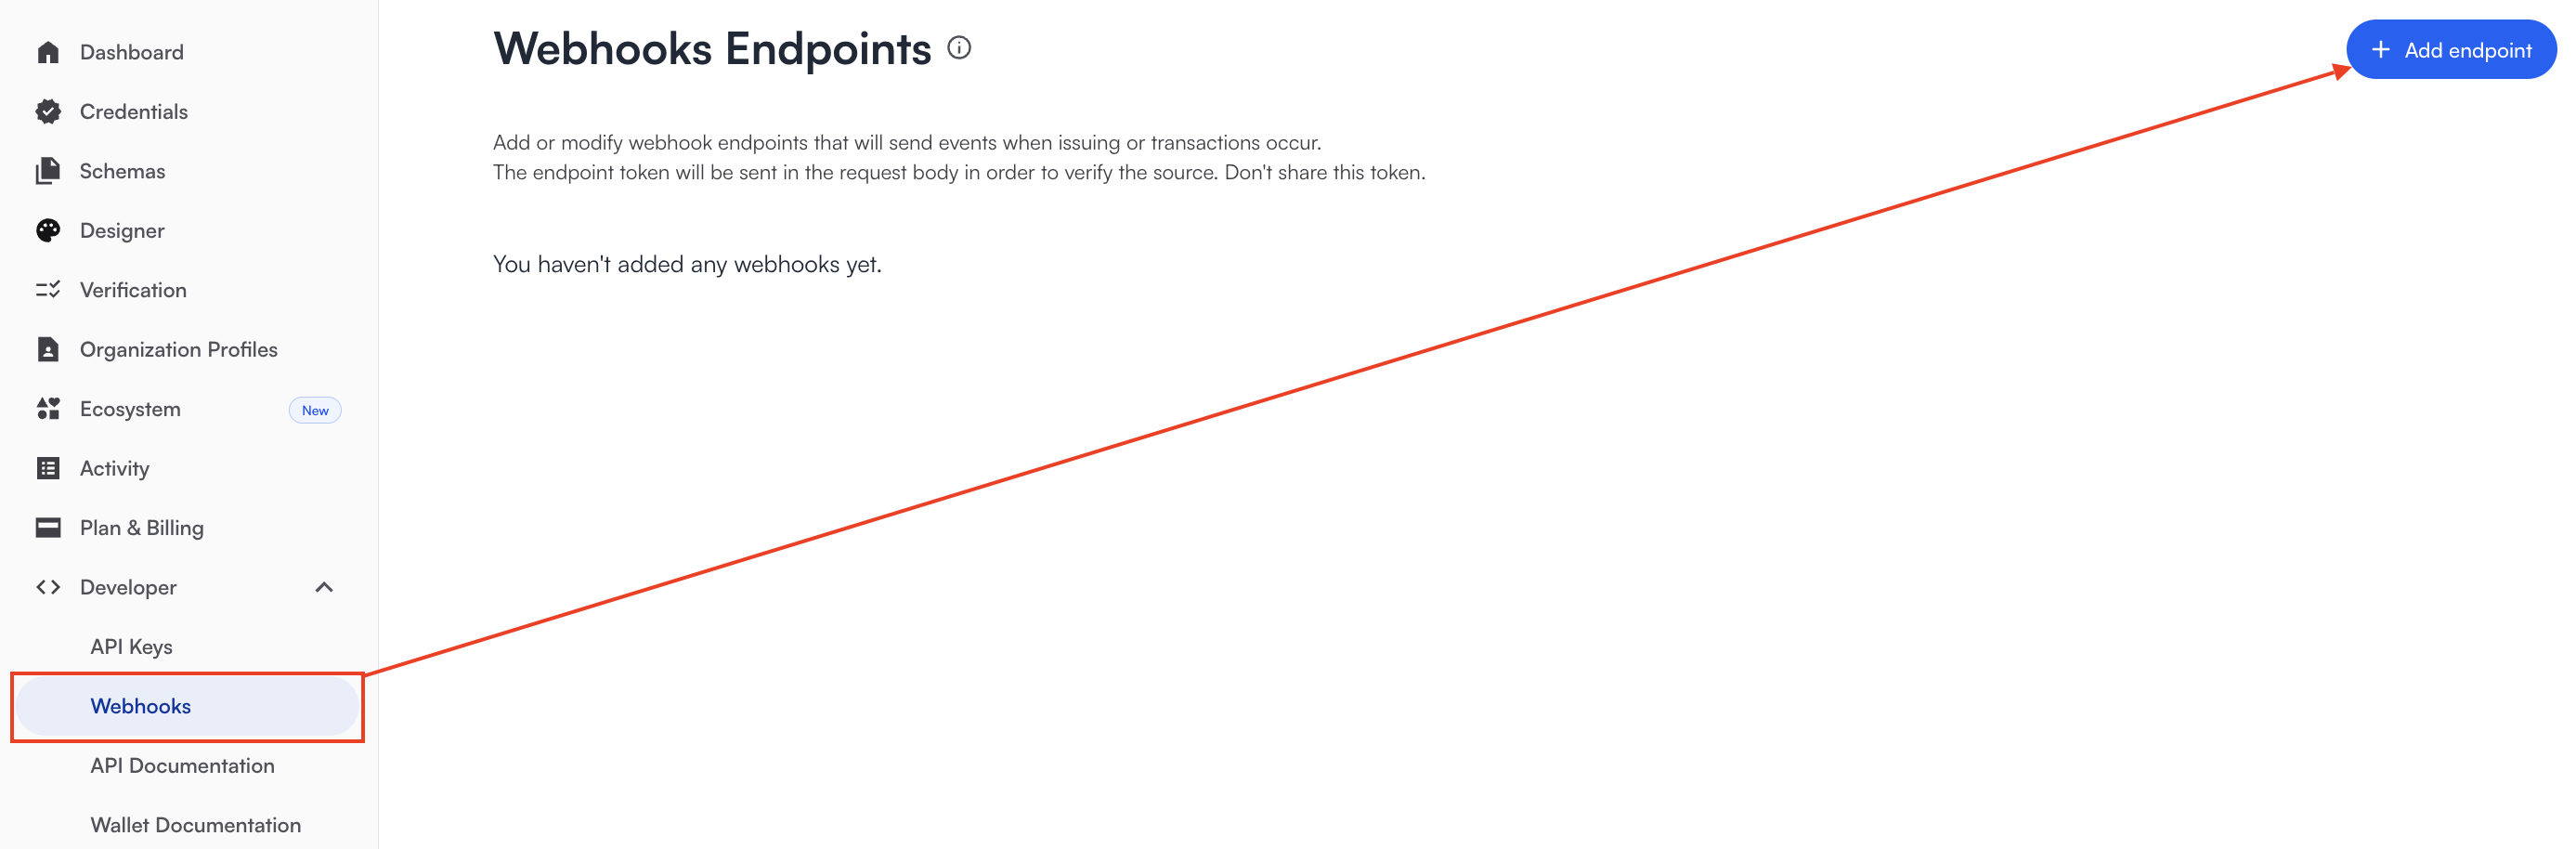 Dashboard
Credentials
Schemas
Designer
Verification
Organization Profiles
Ecosystem New
Activity
Plan & Billing
Developer
API Keys
Webhooks
API Documentation
Wallet Documentation
Webhooks Endpoints
+ Add endpoint
Add or modify webhook endpoints that will send events when issuing or transactions occur.
The endpoint token will be sent in the request body in order to verify the source. Don't share this token.
You haven't added any webhooks yet.